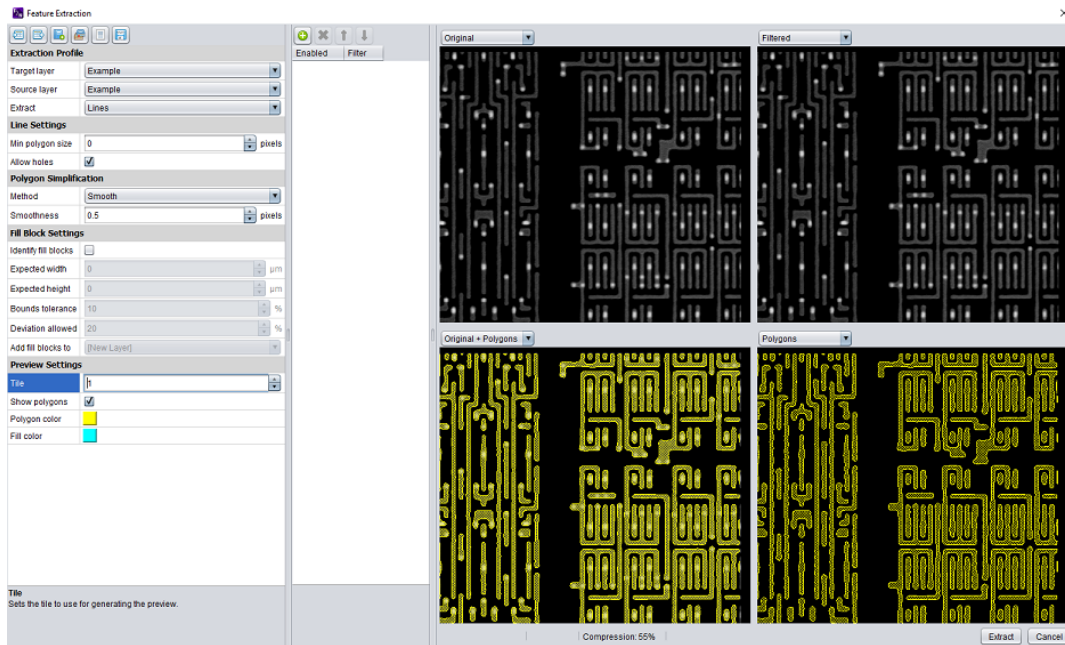 Feature Extraction
Extraction Profile
Target layer Example
Source layer Example
Extract Lines
Line Settings
Min polygon size 0 pixels
Allow holes
Polygon Simplification
Method Smooth
Smoothness 0.5 pixels
Fill Block Settings
Identify fill blocks
Expected width 0 µm
Expected height 0 µm
Bounds tolerance 10 %
Deviation allowed 20 %
Add fill blocks to [New Layer]
Preview Settings
Tile 1
Show polygons
Polygon color
Fill color
Tile
Sets the tile to use for generating the preview.
Enabled Filter
Original
Filtered
Original + Polygons
Polygons
Compression: 55%
Extract Cancel